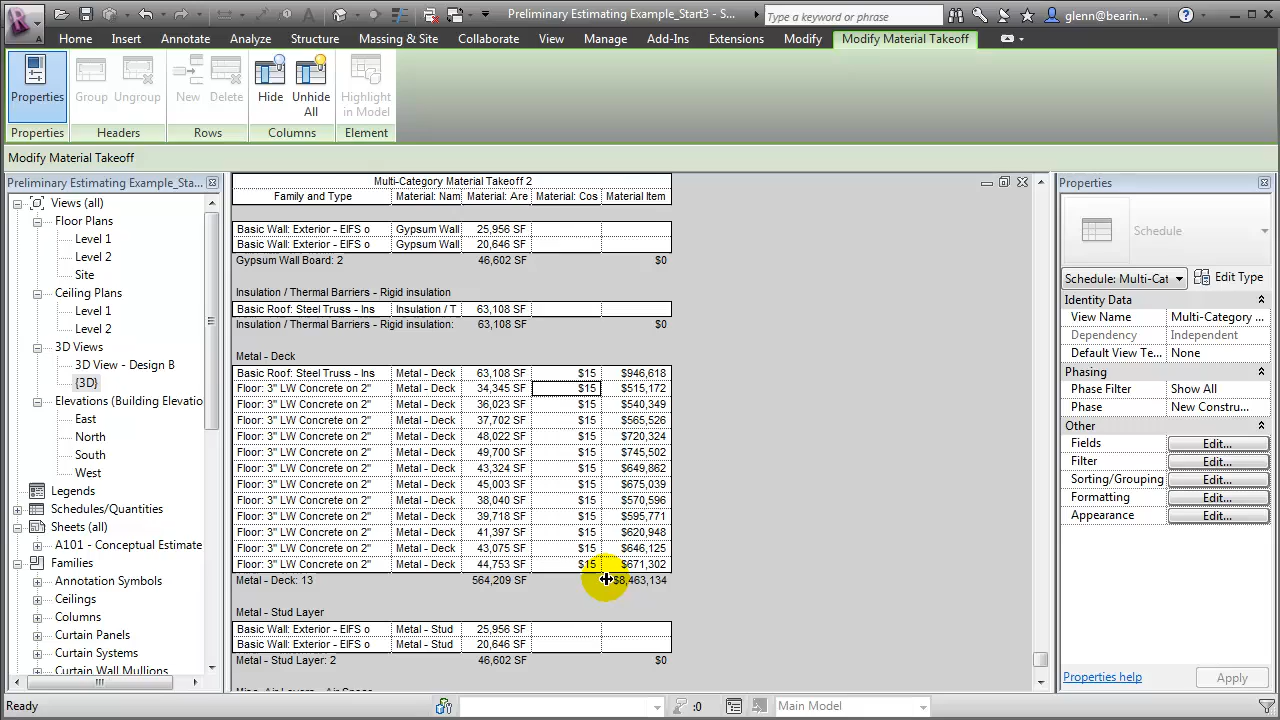 Preliminary Estimating Example_Start3 - S...
Type a keyword or phrase
glenn@bearin...
Home Insert Annotate Analyze Structure Massing & Site Collaborate View Manage Add-Ins Extensions Modify Modify Material Takeoff
Properties Group Ungroup New Delete Hide Unhide All Highlight in Model
Properties Headers Rows Columns Element
Modify Material Takeoff
Preliminary Estimating Example_Sta...
Views (all)
Floor Plans
Level 1
Level 2
Site
Ceiling Plans
Level 1
Level 2
3D Views
3D View - Design B
{3D}
Elevations (Building Elevatio
East
North
South
West
Legends
Schedules/Quantities
Sheets (all)
A101 - Conceptual Estimate
Families
Annotation Symbols
Ceilings
Columns
Curtain Panels
Curtain Systems
Curtain Wall Mullions
Multi-Category Material Takeoff 2
Family and Type Material: Nam Material: Are Material: Cos Material Item
Basic Wall: Exterior - EIFS o Gypsum Wall 25,956 SF
Basic Wall: Exterior - EIFS o Gypsum Wall 20,646 SF
Gypsum Wall Board: 2 46,602 SF $0
Insulation / Thermal Barriers - Rigid insulation
Basic Roof: Steel Truss - Ins Insulation / T 63,108 SF
Insulation / Thermal Barriers - Rigid insulation: 63,108 SF $0
Metal - Deck
Basic Roof: Steel Truss - Ins Metal - Deck 63,108 SF $15 $946,618
Floor: 3" LW Concrete on 2" Metal - Deck 34,345 SF $15 $515,172
Floor: 3" LW Concrete on 2" Metal - Deck 36,023 SF $15 $540,349
Floor: 3" LW Concrete on 2" Metal - Deck 37,702 SF $15 $565,526
Floor: 3" LW Concrete on 2" Metal - Deck 48,022 SF $15 $720,324
Floor: 3" LW Concrete on 2" Metal - Deck 49,700 SF $15 $745,502
Floor: 3" LW Concrete on 2" Metal - Deck 43,324 SF $15 $649,862
Floor: 3" LW Concrete on 2" Metal - Deck 45,003 SF $15 $675,039
Floor: 3" LW Concrete on 2" Metal - Deck 38,040 SF $15 $570,596
Floor: 3" LW Concrete on 2" Metal - Deck 39,718 SF $15 $595,771
Floor: 3" LW Concrete on 2" Metal - Deck 41,397 SF $15 $620,948
Floor: 3" LW Concrete on 2" Metal - Deck 43,075 SF $15 $646,125
Floor: 3" LW Concrete on 2" Metal - Deck 44,753 SF $15 $671,302
Metal - Deck: 13 564,209 SF $8,463,134
Metal - Stud Layer
Basic Wall: Exterior - EIFS o Metal - Stud 25,956 SF
Basic Wall: Exterior - EIFS o Metal - Stud 20,646 SF
Metal - Stud Layer: 2 46,602 SF $0
Properties
Schedule
Schedule: Multi-Cat Edit Type
Identity Data
View Name Multi-Category ...
Dependency Independent
Default View Te... None
Phasing
Phase Filter Show All
Phase New Constru...
Other
Fields Edit...
Filter Edit...
Sorting/Grouping Edit...
Formatting Edit...
Appearance Edit...
Properties help Apply
Ready :0 Main Model